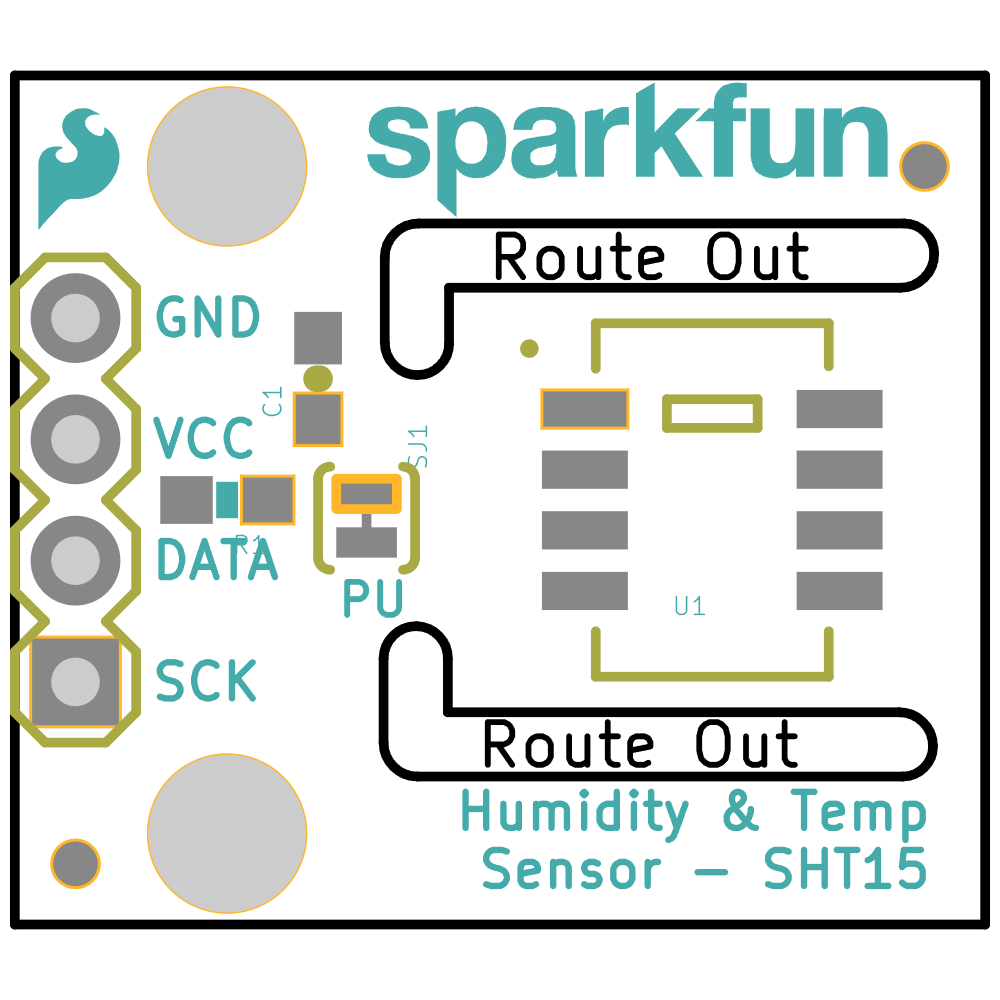 sparkfun
Route Out
GND
C1
VCC
SJ1
R1
DATA
PU
U1
SCK
Route Out
Humidity & Temp
Sensor – SHT15